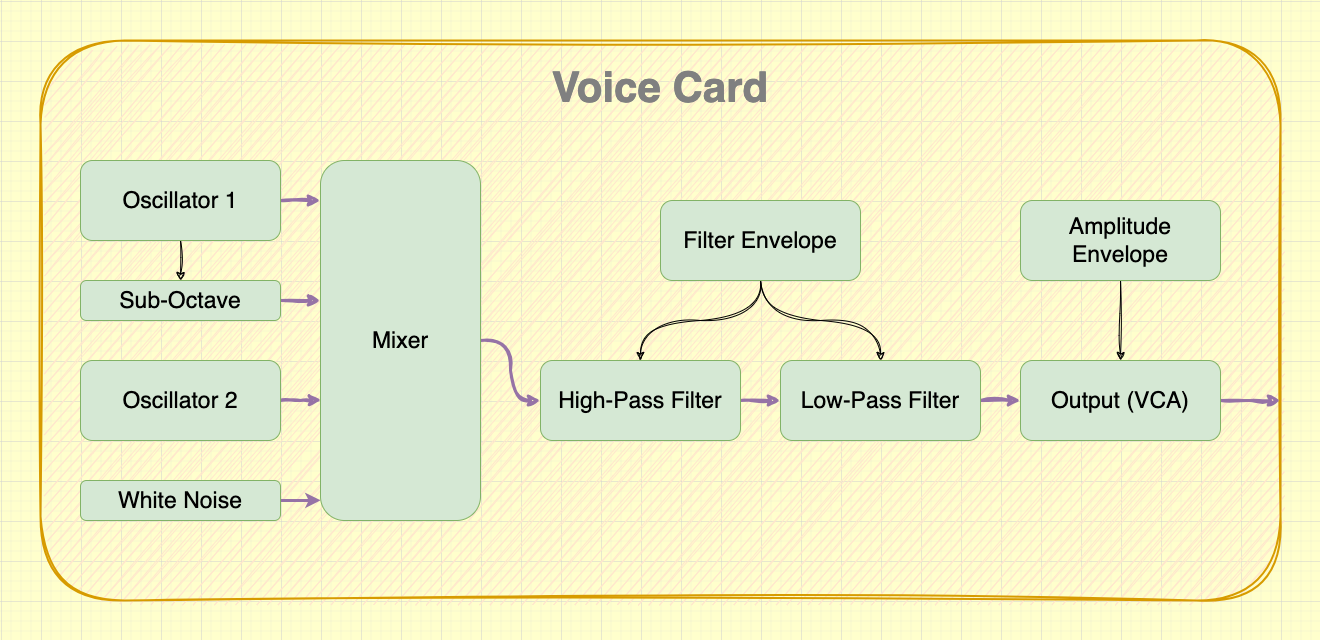 Voice Card
Oscillator 1
Sub-Octave
Oscillator 2
White Noise
Mixer
Filter Envelope
High-Pass Filter
Low-Pass Filter
Amplitude
Envelope
Output (VCA)